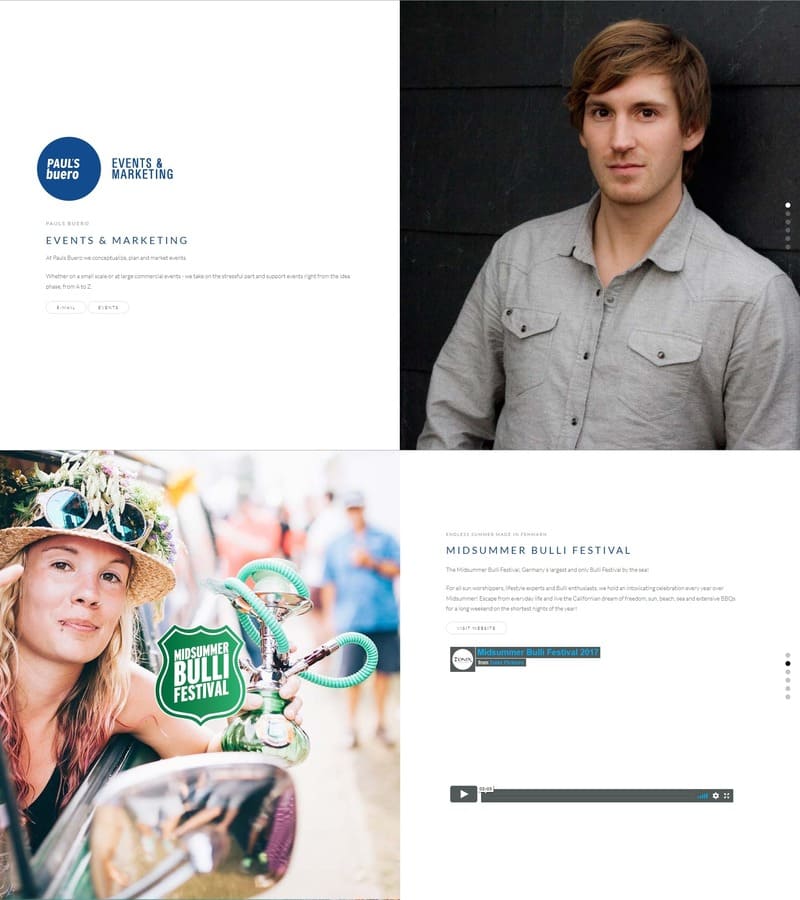 PAUL'S
buero
EVENTS &
MARKETING
PAULS BUERO
EVENTS & MARKETING
At Pauls Buero we conceptualize, plan and market events.
Whether on a small scale or at large commercial events - we take on the stressful part and support events right from the idea
phase, from A to Z.
E-MAIL
EVENTS
MIDSUMMER
BULLI
FESTIVAL
ENDLESS SUMMER MADE IN FEHMARN
MIDSUMMER BULLI FESTIVAL
The Midsummer Bulli Festival, Germany's largest and only Bulli Festival by the sea!
For all sun worshippers, lifestyle experts and Bulli enthusiasts, we hold an intoxicating celebration every year over
Midsummer! Escape from everyday life and live the Californian dream of freedom, sun, beach, sea and extensive BBQs
for a long weekend on the shortest nights of the year!
VISIT WEBSITE
Midsummer Bulli Festival 2017
from